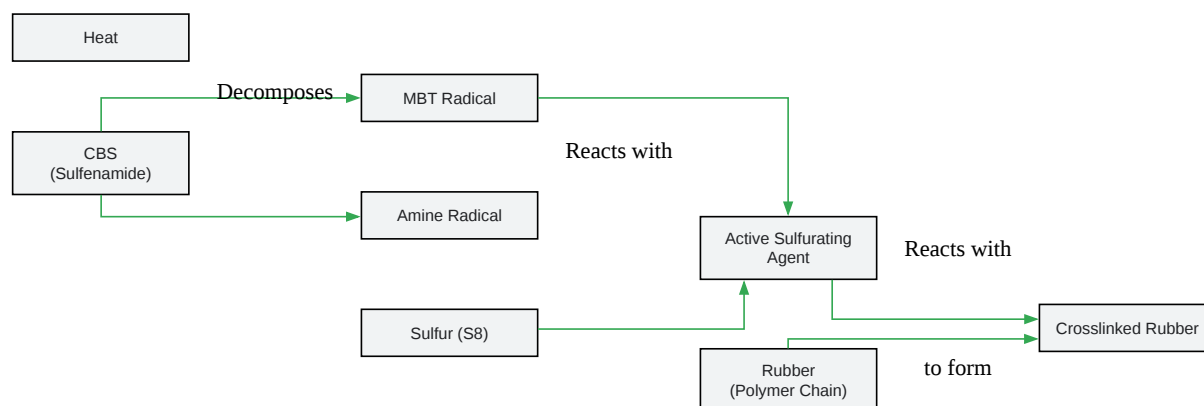 Heat
Decomposes
MBT Radical
CBS
(Sulfenamide)
Reacts with
Amine Radical
Active Sulfurating
Agent
Reacts with
Sulfur (S8)
Crosslinked Rubber
Rubber
(Polymer Chain)
to form